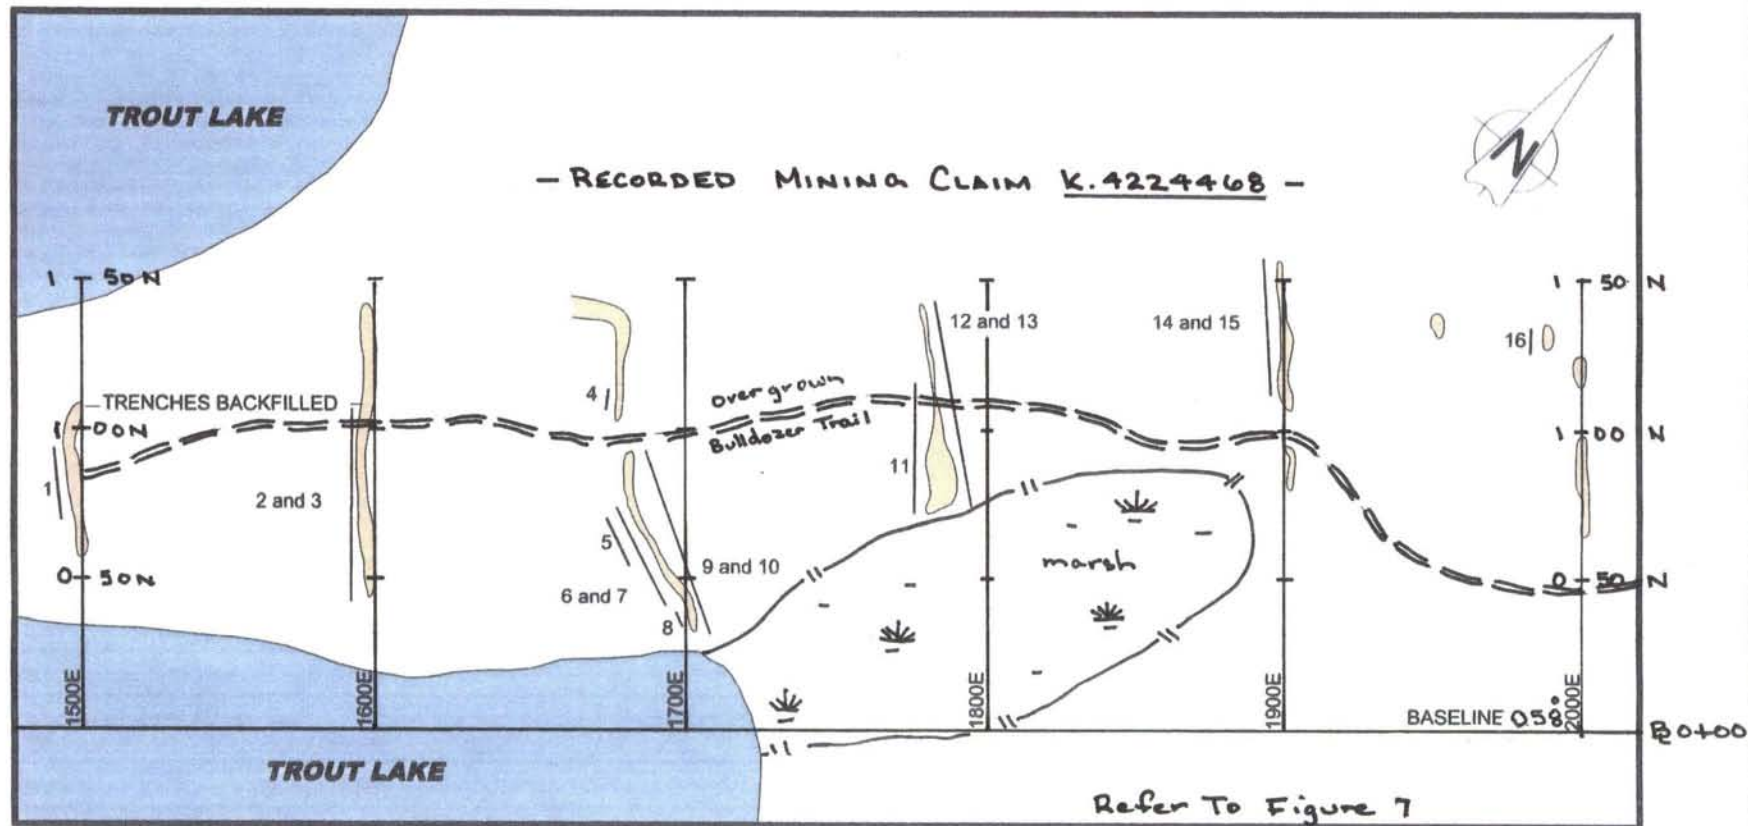 TROUT LAKE
N
- RECORDED MINING CLAIM K.4224468 -
1 50N
1 50 N
12 and 13
14 and 15
16
4
TRENCHES BACKFILLED
overgrown
Bulldozer Trail
1 00N
1 00 N
1
2 and 3
11
5
9 and 10
6 and 7
8
marsh
0 50N
0 50 N
1500E
1600E
1700E
1800E
1900E
2000E
BASELINE 058°
0+00
TROUT LAKE
Refer To Figure 7